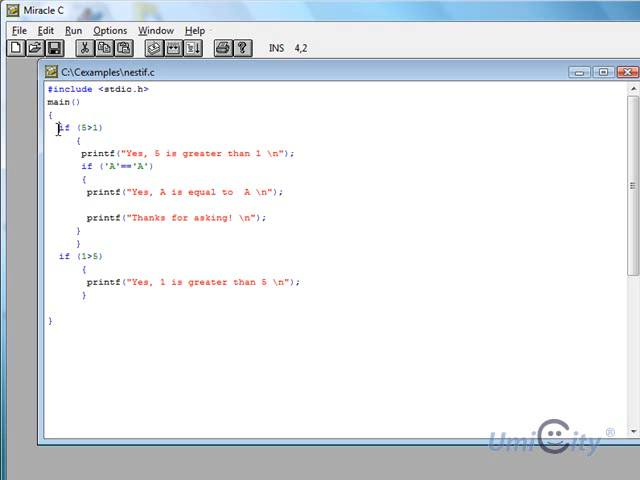 Miracle C
File Edit Run Options Window Help
INS 4,2
C:\Cexamples\nestif.c
#include <stdic.h>
main()
{
if (5>1)
{
printf("Yes, 5 is greater than 1 \n");
if ('A'=='A')
{
printf("Yes, A is equal to  A \n");
printf("Thanks for asking! \n");
}
}
if (1>5)
{
printf("Yes, 1 is greater than 5 \n");
}
}
UmiCity ®